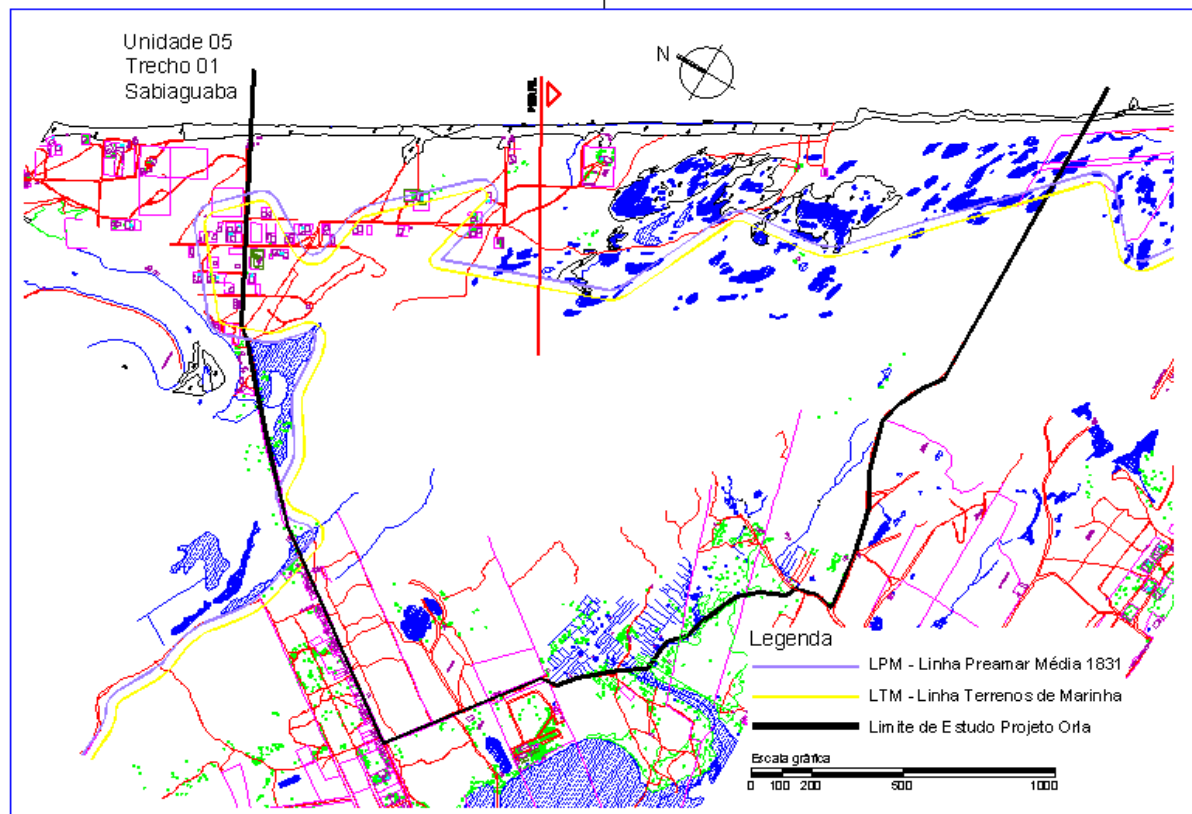 Unidade 05
Trecho 01
Sabiaguaba
N
PERFIL
Legenda
LPM - Linha Preamar Média 1831
LTM - Linha Terrenos de Marinha
Limite de Estudo Projeto Orla
Escala gráfica
0 100 200 500 1000